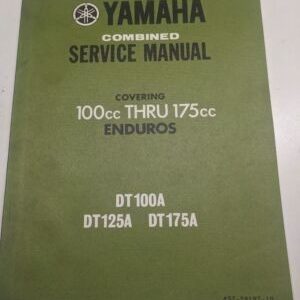 YAMAHA
COMBINED
SERVICE MANUAL
COVERING
100cc THRU 175cc
ENDUROS
DT100A
DT125A DT175A